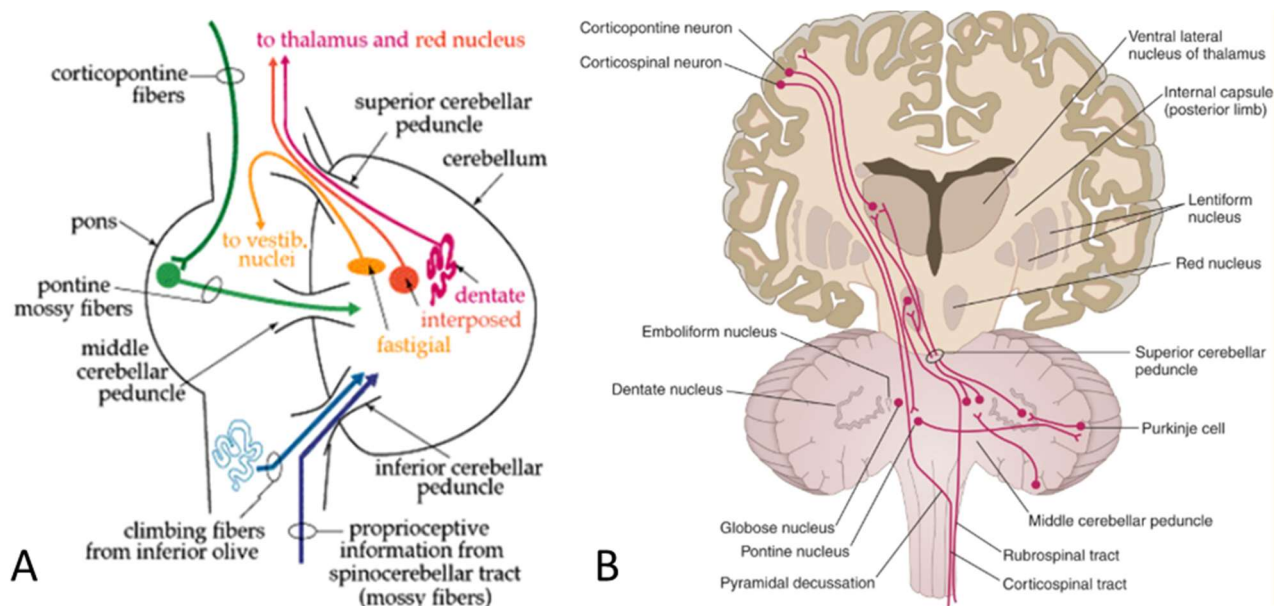 to thalamus and red nucleus
corticopontine
fibers
superior cerebellar
peduncle
cerebellum
pons
to vestib.
nuclei
pontine
mossy fibers
dentate
interposed
fastigial
middle
cerebellar
peduncle
inferior cerebellar
peduncle
climbing fibers
from inferior olive
proprioceptive
information from
spinocerebellar tract
(mossy fibers)
A
Corticopontine neuron
Corticospinal neuron
Ventral lateral
nucleus of thalamus
Internal capsule
(posterior limb)
Lentiform
nucleus
Red nucleus
Emboliform nucleus
Dentate nucleus
Superior cerebellar
peduncle
Purkinje cell
Globose nucleus
Pontine nucleus
Pyramidal decussation
Middle cerebellar peduncle
Rubrospinal tract
Corticospinal tract
B